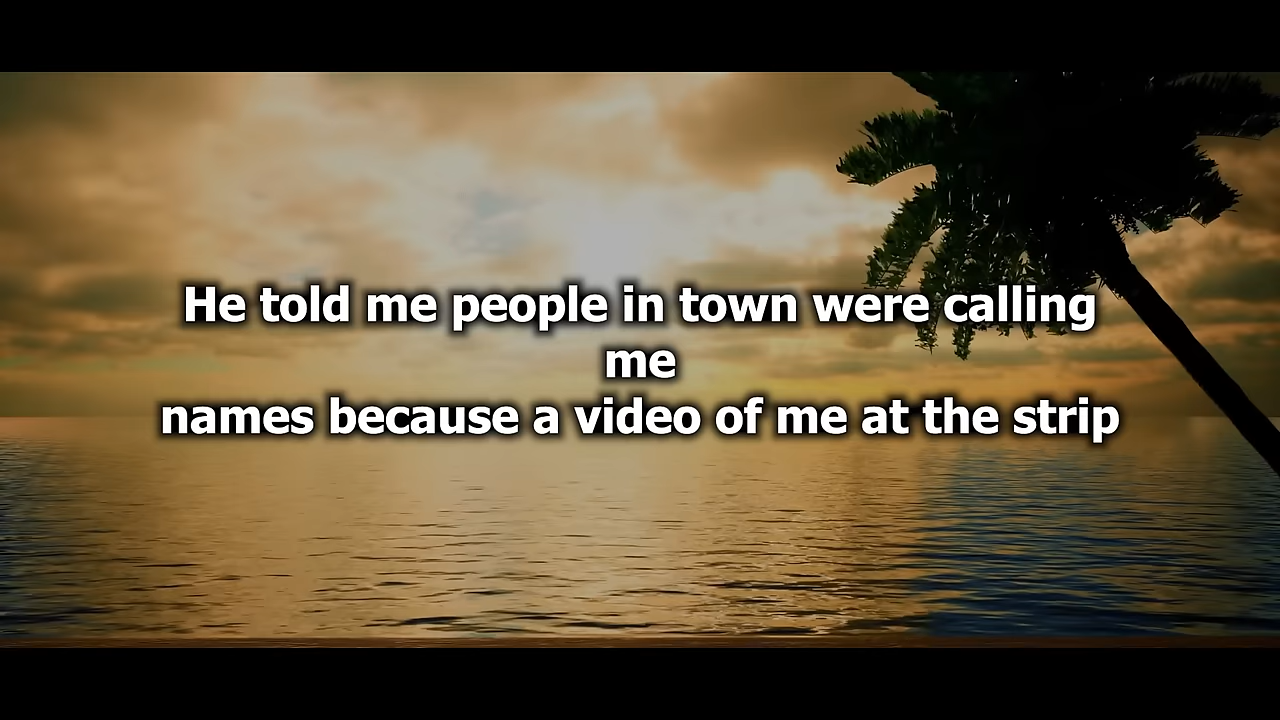 He told me people in town were calling
me
names because a video of me at the strip